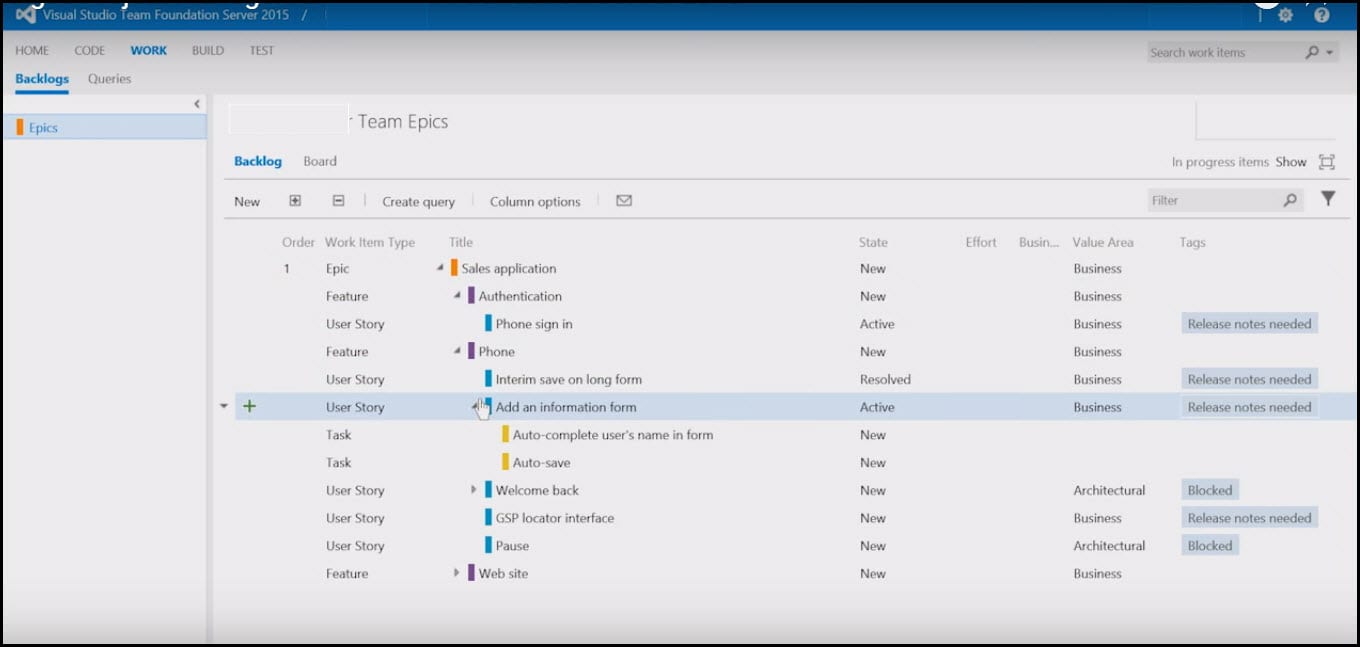 Visual Studio Team Foundation Server 2015 /
HOME CODE WORK BUILD TEST
Search work items
Backlogs Queries
Epics
Team Epics
Backlog Board
In progress items Show
New Create query Column options
Filter
Order Work Item Type Title State Effort Busin... Value Area Tags
1 Epic Sales application New Business
Feature Authentication New Business
User Story Phone sign in Active Business Release notes needed
Feature Phone New Business
User Story Interim save on long form Resolved Business Release notes needed
User Story Add an information form Active Business Release notes needed
Task Auto-complete user's name in form New
Task Auto-save New
User Story Welcome back New Architectural Blocked
User Story GSP locator interface New Business Release notes needed
User Story Pause New Architectural Blocked
Feature Web site New Business